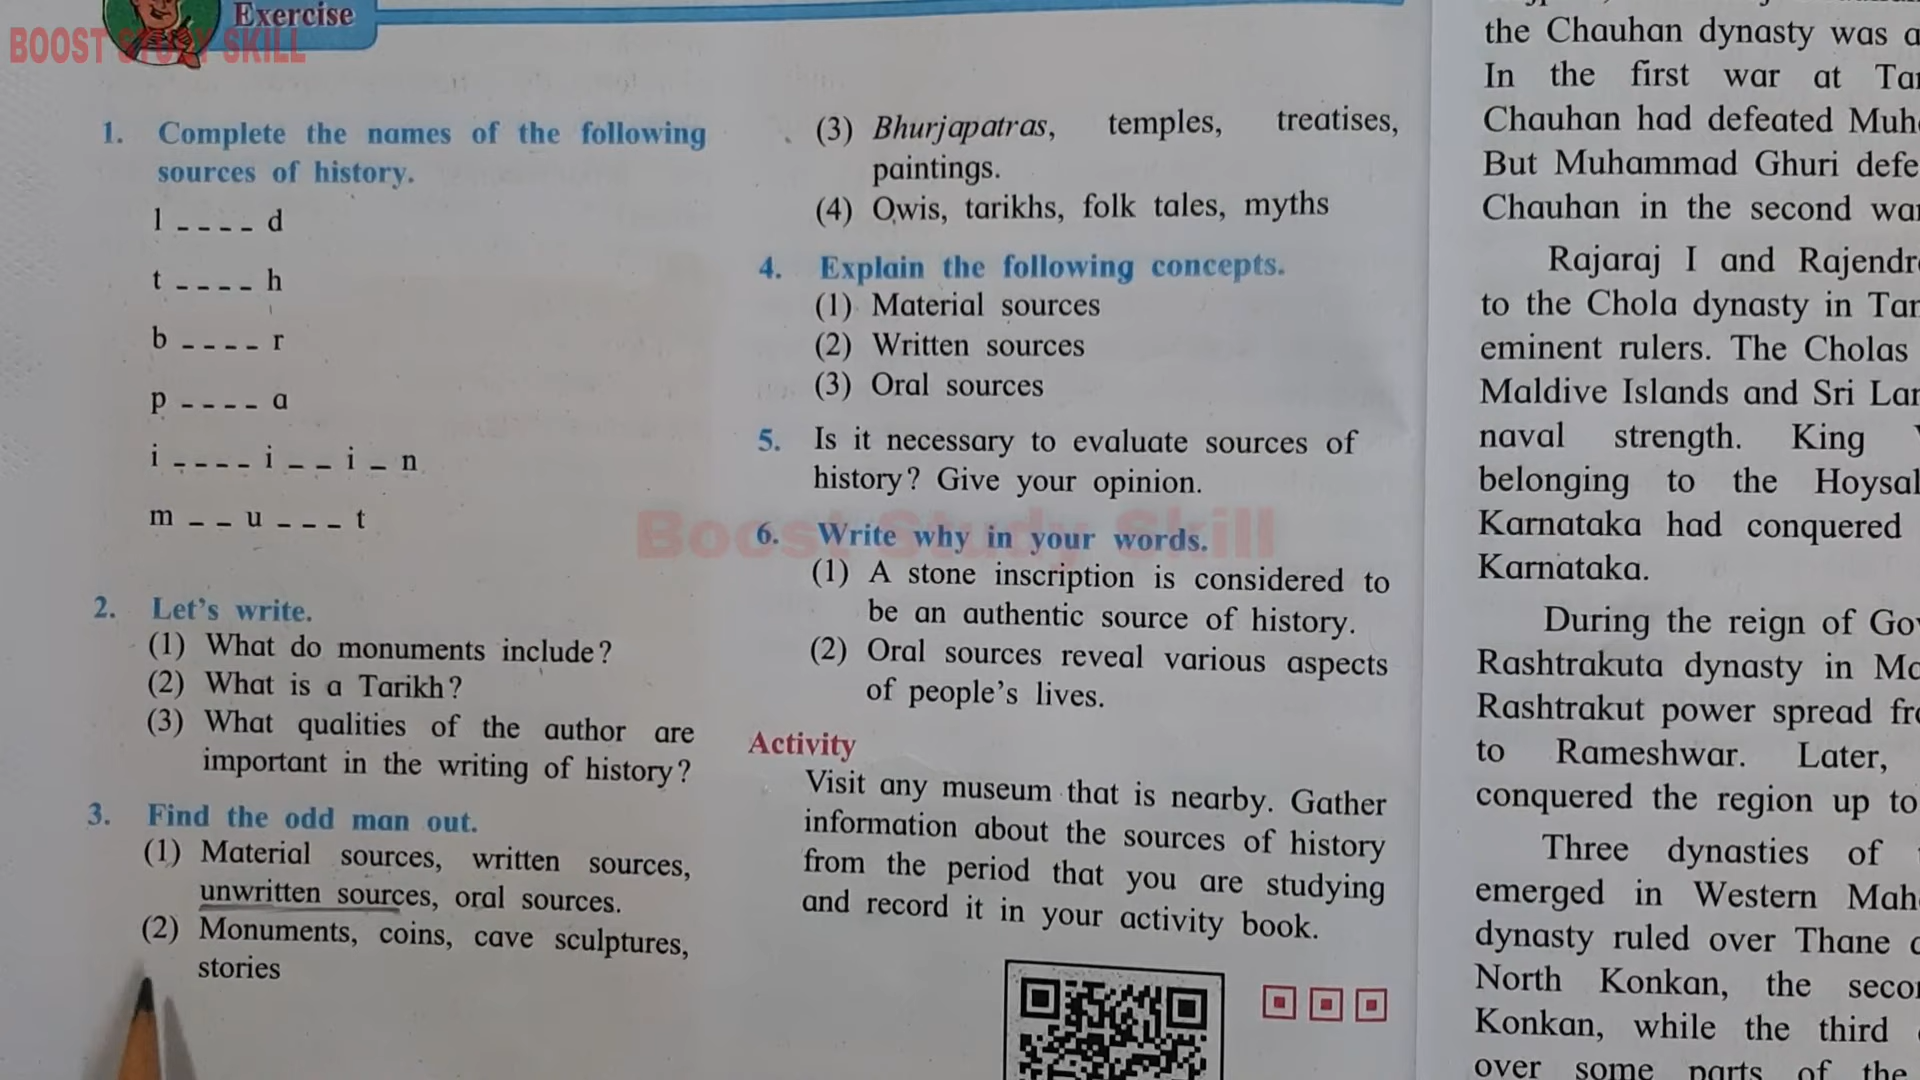 Exercise
BOOST STUDY SKILL
1. Complete the names of the following
sources of history.
l _ _ _ _ d
t _ _ _ _ h
b _ _ _ _ r
p _ _ _ _ a
i _ _ _ _ i _ _ i _ n
m _ _ u _ _ _ t
2. Let's write.
(1) What do monuments include?
(2) What is a Tarikh?
(3) What qualities of the author are
important in the writing of history?
3. Find the odd man out.
(1) Material sources, written sources,
unwritten sources, oral sources.
(2) Monuments, coins, cave sculptures,
stories
(3) Bhurjapatras, temples, treatises,
paintings.
(4) Owis, tarikhs, folk tales, myths
4. Explain the following concepts.
(1) Material sources
(2) Written sources
(3) Oral sources
5. Is it necessary to evaluate sources of
history? Give your opinion.
Boost Study Skill
6. Write why in your words.
(1) A stone inscription is considered to
be an authentic source of history.
(2) Oral sources reveal various aspects
of people's lives.
Activity
Visit any museum that is nearby. Gather
information about the sources of history
from the period that you are studying
and record it in your activity book.
the Chauhan dynasty was
In the first war at
Chauhan had defeated
But Muhammad Ghuri
Chauhan in the second
Rajaraj I and
to the Chola dynasty in
eminent rulers. The Cholas
Maldive Islands and Sri
naval strength. King
belonging to the
Karnataka had conquered
Karnataka.
During the reign of
Rashtrakuta dynasty in
Rashtrakut power spread
to Rameshwar. Later,
conquered the region up to
Three dynasties of
emerged in Western
dynasty ruled over Thane
North Konkan, the
Konkan, while the third
over some parts of the